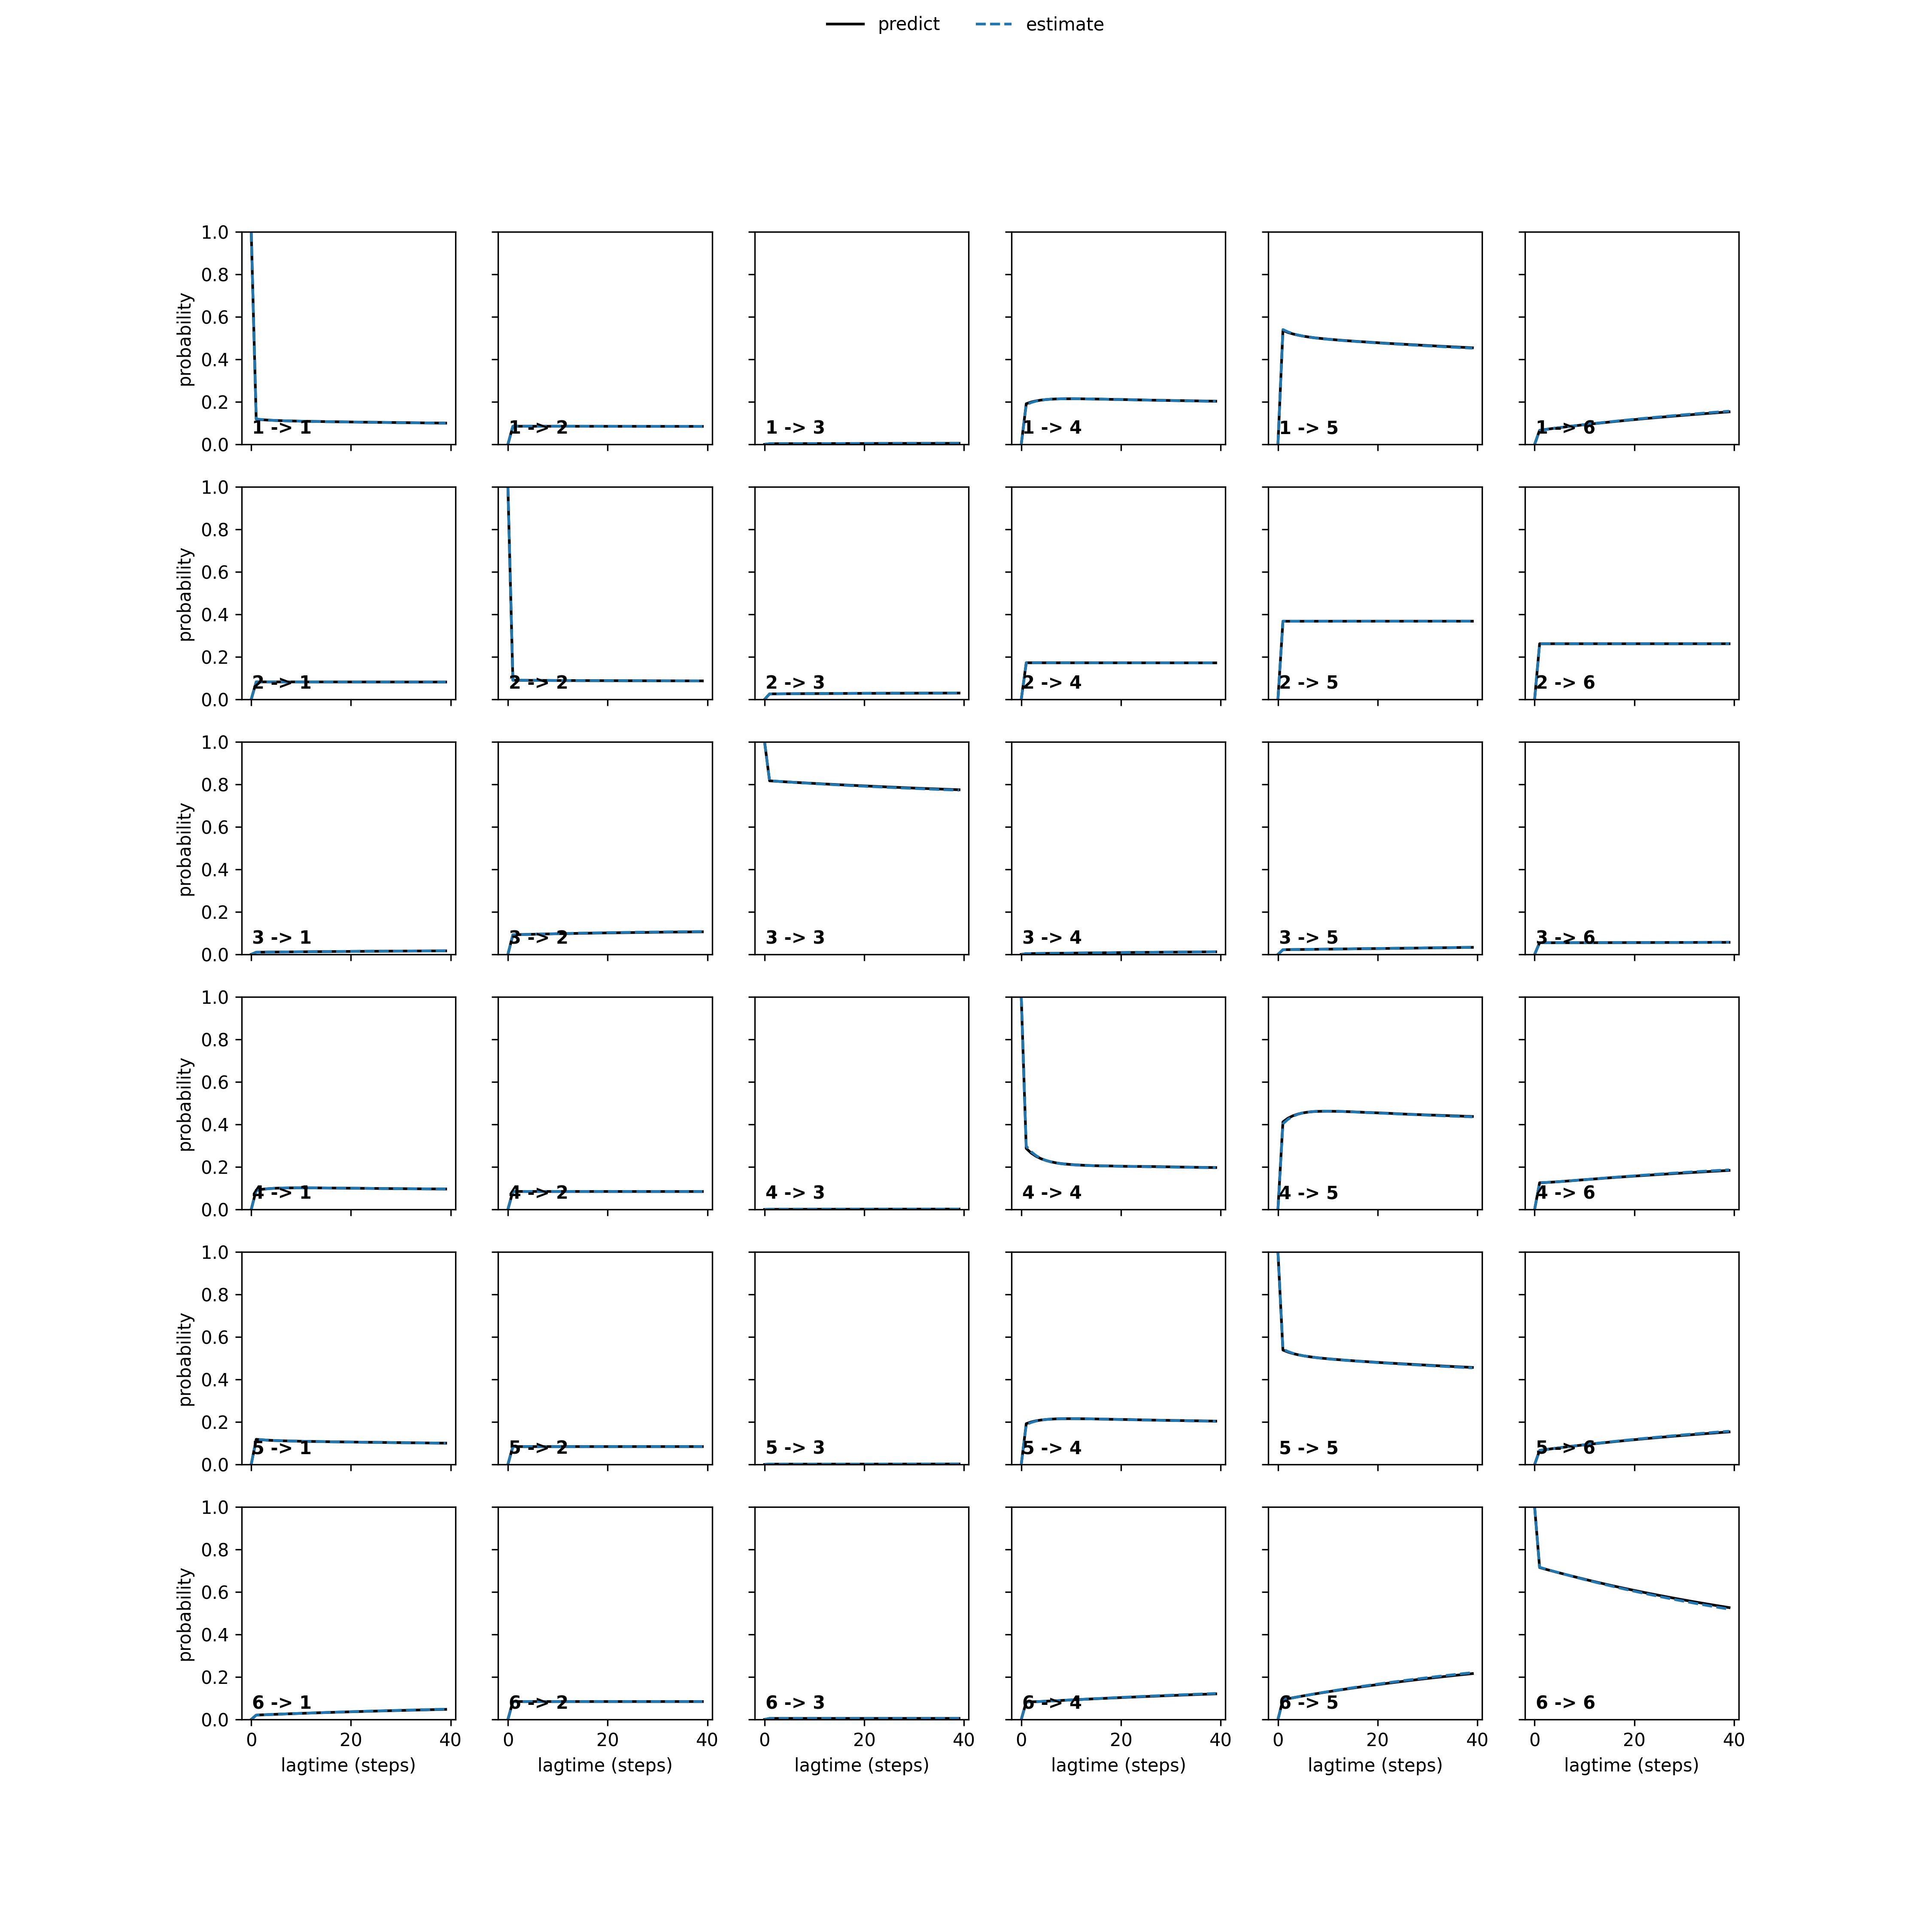 predict estimate
1.0
0.8
0.6
0.4
0.2
0.0
probability
1 -> 1
1 -> 2
1 -> 3
1 -> 4
1 -> 5
1 -> 6
1.0
0.8
0.6
0.4
0.2
0.0
probability
2 -> 1
2 -> 2
2 -> 3
2 -> 4
2 -> 5
2 -> 6
1.0
0.8
0.6
0.4
0.2
0.0
probability
3 -> 1
3 -> 2
3 -> 3
3 -> 4
3 -> 5
3 -> 6
1.0
0.8
0.6
0.4
0.2
0.0
probability
4 -> 1
4 -> 2
4 -> 3
4 -> 4
4 -> 5
4 -> 6
1.0
0.8
0.6
0.4
0.2
0.0
probability
5 -> 1
5 -> 2
5 -> 3
5 -> 4
5 -> 5
5 -> 6
1.0
0.8
0.6
0.4
0.2
0.0
probability
6 -> 1
6 -> 2
6 -> 3
6 -> 4
6 -> 5
6 -> 6
0 20 40
0 20 40
0 20 40
0 20 40
0 20 40
0 20 40
lagtime (steps)
lagtime (steps)
lagtime (steps)
lagtime (steps)
lagtime (steps)
lagtime (steps)